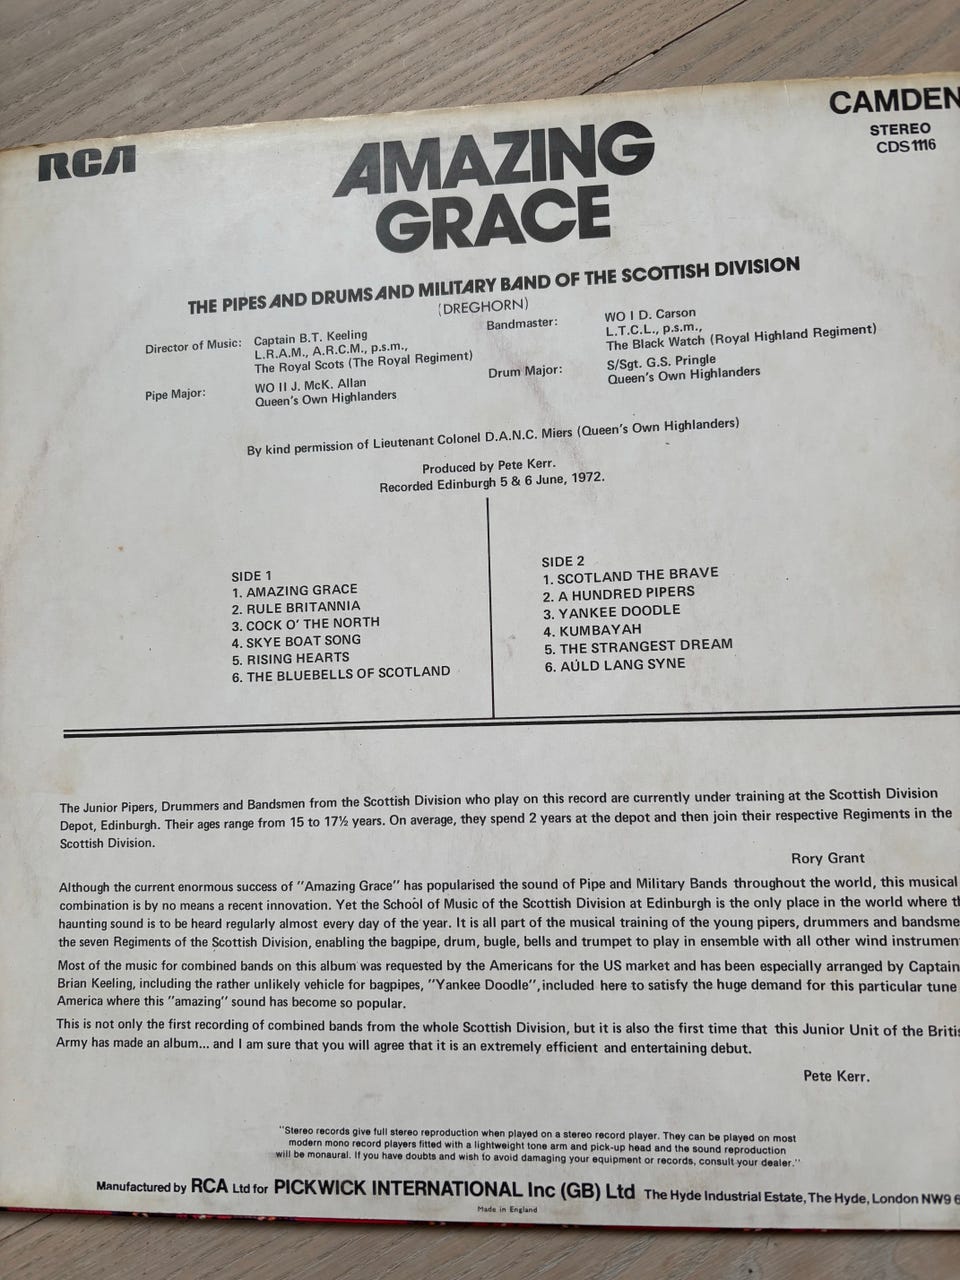 RCA
CAMDEN
STEREO
CDS 1116
AMAZING
GRACE
THE PIPES AND DRUMS AND MILITARY BAND OF THE SCOTTISH DIVISION
(DREGHORN)
Director of Music: Captain B.T. Keeling
L.R.A.M., A.R.C.M., p.s.m.,
The Royal Scots (The Royal Regiment)
Pipe Major: WO II J. McK. Allan
Queen's Own Highlanders
Bandmaster: WO I D. Carson
L.T.C.L., p.s.m.,
The Black Watch (Royal Highland Regiment)
Drum Major: S/Sgt. G.S. Pringle
Queen's Own Highlanders
By kind permission of Lieutenant Colonel D.A.N.C. Miers (Queen's Own Highlanders)
Produced by Pete Kerr.
Recorded Edinburgh 5 & 6 June, 1972.
SIDE 1
1. AMAZING GRACE
2. RULE BRITANNIA
3. COCK O' THE NORTH
4. SKYE BOAT SONG
5. RISING HEARTS
6. THE BLUEBELLS OF SCOTLAND
SIDE 2
1. SCOTLAND THE BRAVE
2. A HUNDRED PIPERS
3. YANKEE DOODLE
4. KUMBAYAH
5. THE STRANGEST DREAM
6. AULD LANG SYNE
The Junior Pipers, Drummers and Bandsmen from the Scottish Division who play on this record are currently under training at the Scottish Division
Depot, Edinburgh. Their ages range from 15 to 17½ years. On average, they spend 2 years at the depot and then join their respective Regiments in the
Scottish Division.
Rory Grant
Although the current enormous success of "Amazing Grace" has popularised the sound of Pipe and Military Bands throughout the world, this musical
combination is by no means a recent innovation. Yet the School of Music of the Scottish Division at Edinburgh is the only place in the world where
haunting sound is to be heard regularly almost every day of the year. It is all part of the musical training of the young pipers, drummers and bandsme
the seven Regiments of the Scottish Division, enabling the bagpipe, drum, bugle, bells and trumpet to play in ensemble with all other wind instrumen
Most of the music for combined bands on this album was requested by the Americans for the US market and has been especially arranged by Captain
Brian Keeling, including the rather unlikely vehicle for bagpipes, "Yankee Doodle", included here to satisfy the huge demand for this particular tune
America where this "amazing" sound has become so popular.
This is not only the first recording of combined bands from the whole Scottish Division, but it is also the first time that this Junior Unit of the Briti
Army has made an album... and I am sure that you will agree that it is an extremely efficient and entertaining debut.
Pete Kerr.
"Stereo records give full stereo reproduction when played on a stereo record player. They can be played on most
modern mono record players fitted with a lightweight tone arm and pick-up head and the sound reproduction
will be monaural. If you have doubts and wish to avoid damaging your equipment or records, consult your dealer."
Manufactured by RCA Ltd for PICKWICK INTERNATIONAL Inc (GB) Ltd The Hyde Industrial Estate, The Hyde, London NW9 6
Made in England